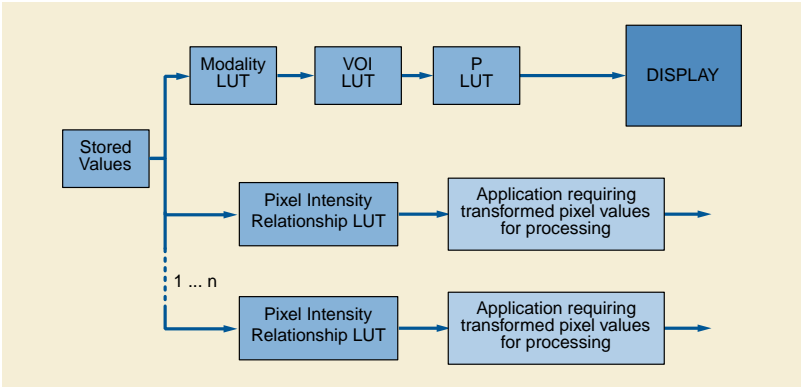 Modality
LUT
VOI
LUT
P
LUT
DISPLAY
Stored
Values
Pixel Intensity
Relationship LUT
Application requiring
transformed pixel values
for processing
1 ... n
Pixel Intensity
Relationship LUT
Application requiring
transformed pixel values
for processing